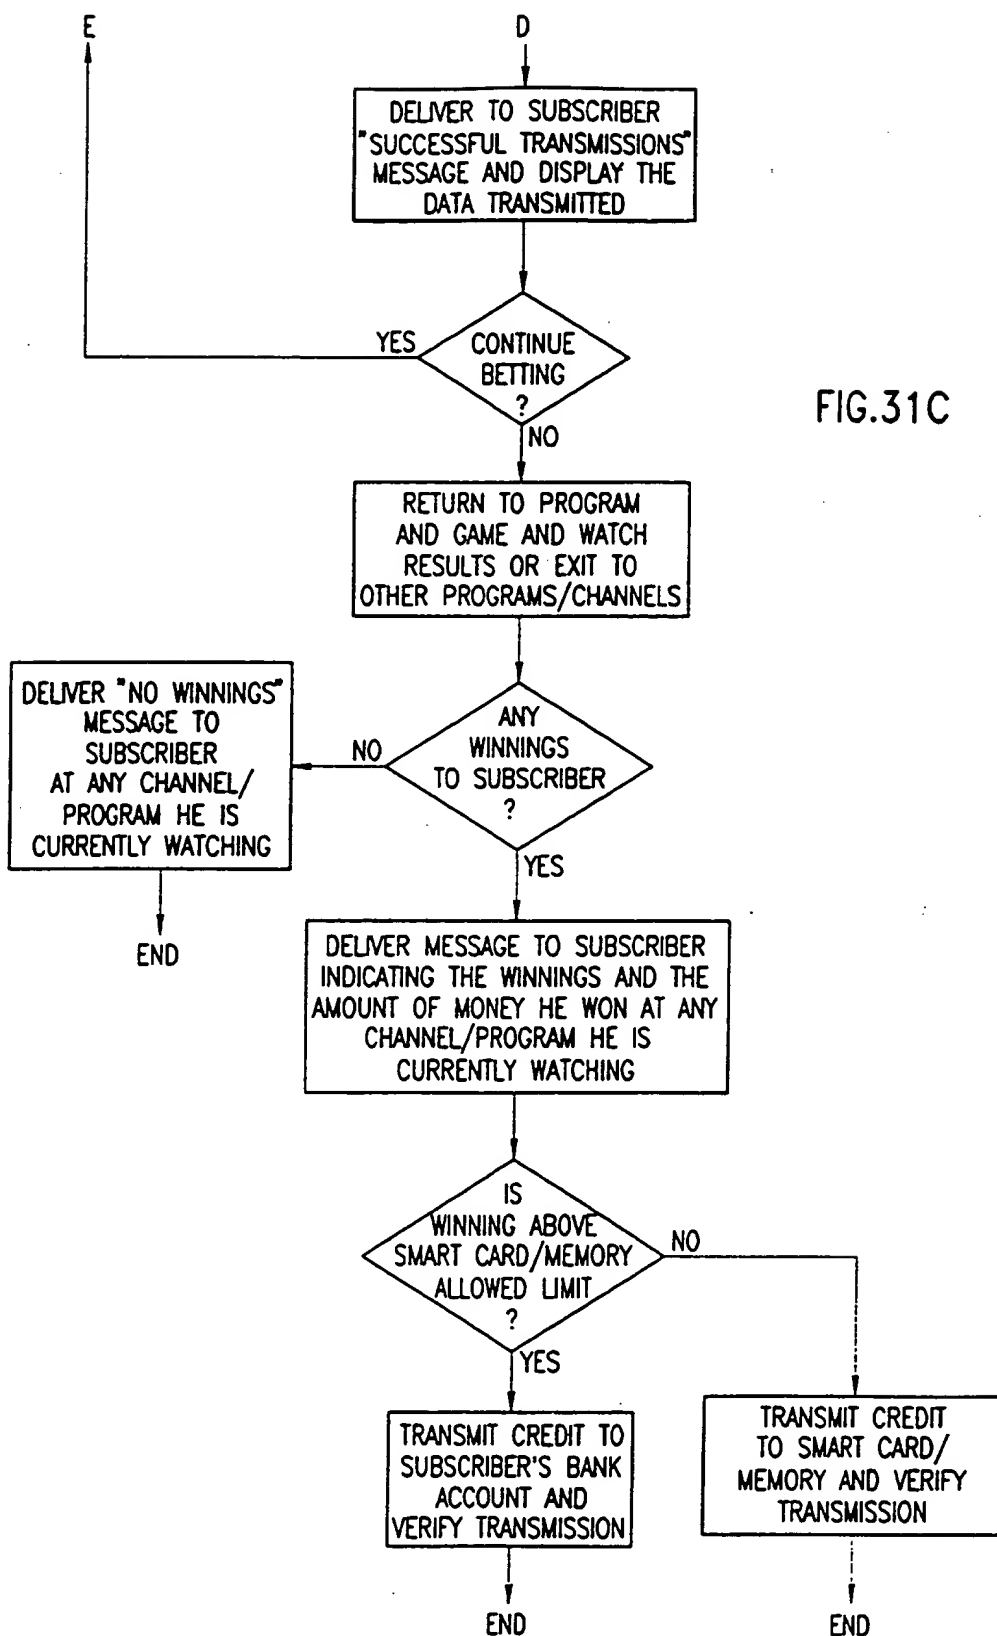 E
D
DELIVER TO SUBSCRIBER
"SUCCESSFUL TRANSMISSIONS"
MESSAGE AND DISPLAY THE
DATA TRANSMITTED
YES
CONTINUE
BETTING
?
NO
FIG.31C
RETURN TO PROGRAM
AND GAME AND WATCH
RESULTS OR EXIT TO
OTHER PROGRAMS/CHANNELS
DELIVER "NO WINNINGS"
MESSAGE TO
SUBSCRIBER
AT ANY CHANNEL/
PROGRAM HE IS
CURRENTLY WATCHING
END
NO
ANY
WINNINGS
TO SUBSCRIBER
?
YES
DELIVER MESSAGE TO SUBSCRIBER
INDICATING THE WINNINGS AND THE
AMOUNT OF MONEY HE WON AT ANY
CHANNEL/PROGRAM HE IS
CURRENTLY WATCHING
IS
WINNING ABOVE
SMART CARD/MEMORY
ALLOWED LIMIT
?
NO
YES
TRANSMIT CREDIT TO
SUBSCRIBER'S BANK
ACCOUNT AND
VERIFY TRANSMISSION
END
TRANSMIT CREDIT
TO SMART CARD/
MEMORY AND VERIFY
TRANSMISSION
END